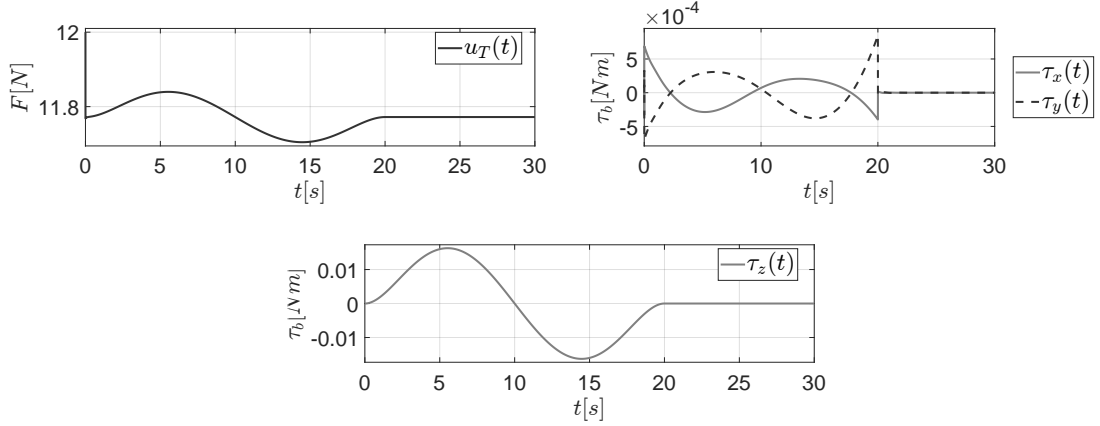 12
11.8
F[N]
u_T(t)
0 5 10 15 20 25 30
t[s]
×10⁻⁴
5
0
-5
τ_b[Nm]
τ_x(t)
τ_y(t)
0 10 20 30
t[s]
0.01
0
-0.01
τ_b[Nm]
τ_z(t)
0 5 10 15 20 25 30
t[s]